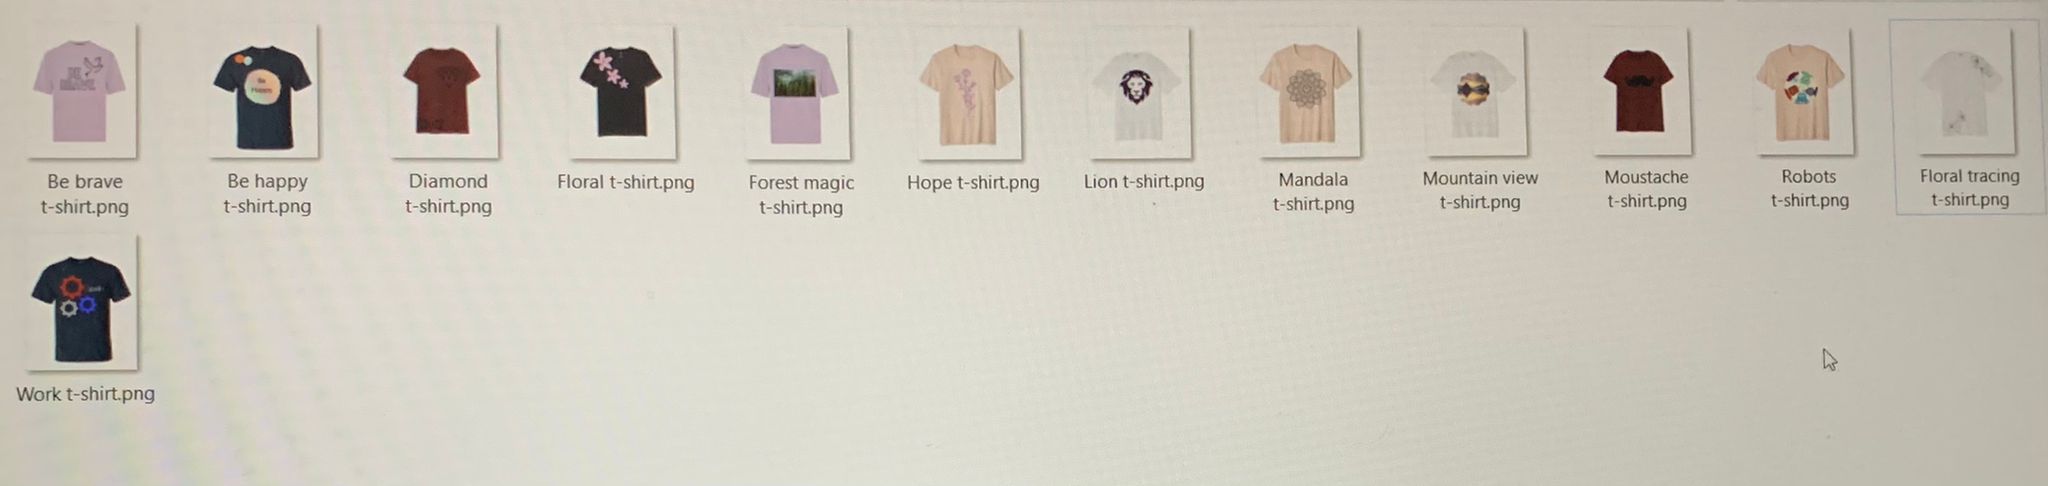 Be brave
t-shirt.png
Be happy
t-shirt.png
Diamond
t-shirt.png
Floral t-shirt.png
Forest magic
t-shirt.png
Hope t-shirt.png
Lion t-shirt.png
Mandala
t-shirt.png
Mountain view
t-shirt.png
Moustache
t-shirt.png
Robots
t-shirt.png
Floral tracing
t-shirt.png
Work t-shirt.png
BE
BRAVE
Be
Happy